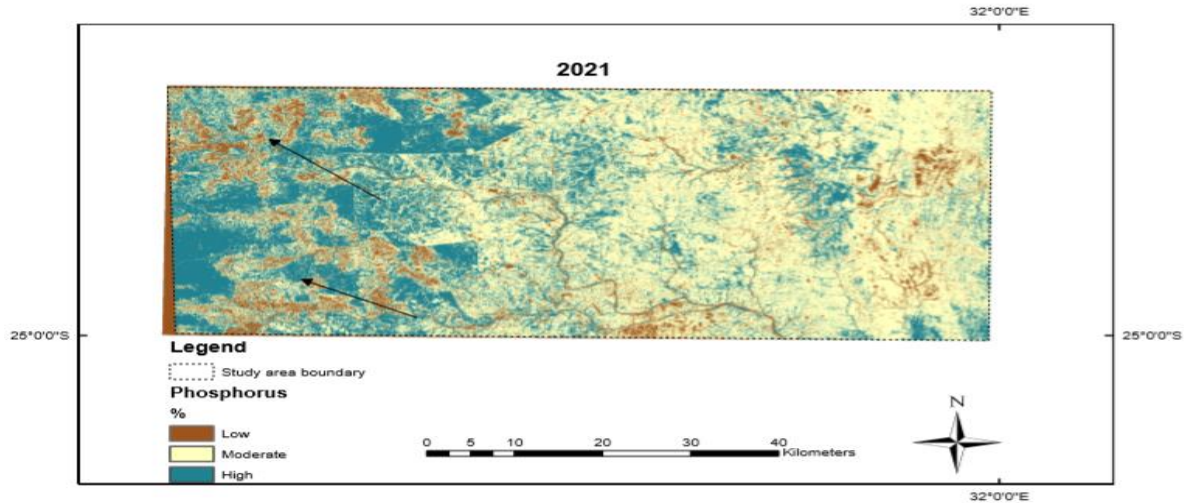 32°0'0"E
2021
25°0'0"S
25°0'0"S
Legend
Study area boundary
Phosphorus
%
Low
Moderate
High
0 5 10 20 30 40
Kilometers
N
32°0'0"E